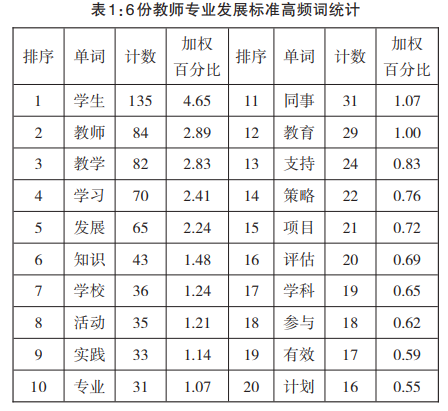 表1:6份教师专业发展标准高频词统计
排序 单词 计数 加权百分比 排序 单词 计数 加权百分比
1 学生 135 4.65 11 同事 31 1.07
2 教师 84 2.89 12 教育 29 1.00
3 教学 82 2.83 13 支持 24 0.83
4 学习 70 2.41 14 策略 22 0.76
5 发展 65 2.24 15 项目 21 0.72
6 知识 43 1.48 16 评估 20 0.69
7 学校 36 1.24 17 学科 19 0.65
8 活动 35 1.21 18 参与 18 0.62
9 实践 33 1.14 19 有效 17 0.59
10 专业 31 1.07 20 计划 16 0.55